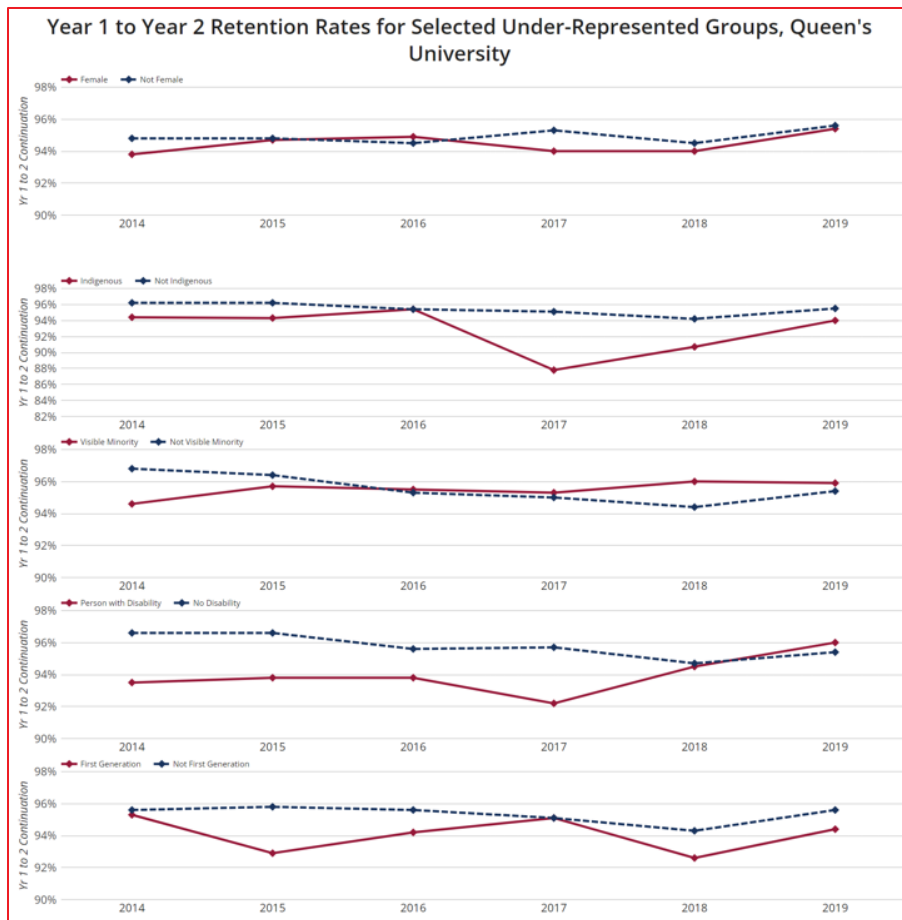 Year 1 to Year 2 Retention Rates for Selected Under-Represented Groups, Queen's
University
Female Not Female
Yr 1 to 2 Continuation
98%
96%
94%
92%
90%
2014 2015 2016 2017 2018 2019
Indigenous Not Indigenous
Yr 1 to 2 Continuation
98%
96%
94%
92%
90%
88%
86%
84%
82%
2014 2015 2016 2017 2018 2019
Visible Minority Not Visible Minority
Yr 1 to 2 Continuation
98%
96%
94%
92%
90%
2014 2015 2016 2017 2018 2019
Person with Disability No Disability
Yr 1 to 2 Continuation
98%
96%
94%
92%
90%
2014 2015 2016 2017 2018 2019
First Generation Not First Generation
Yr 1 to 2 Continuation
98%
96%
94%
92%
90%
2014 2015 2016 2017 2018 2019